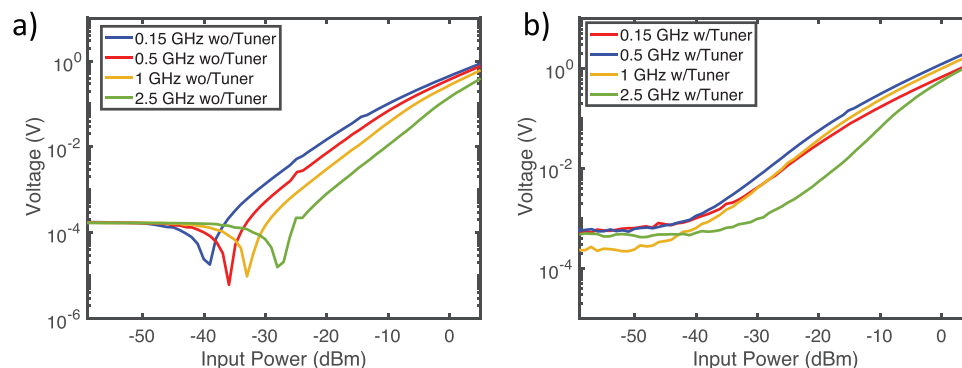 a)
0.15 GHz wo/Tuner
0.5 GHz wo/Tuner
1 GHz wo/Tuner
2.5 GHz wo/Tuner
Voltage (V)
10^0
10^-2
10^-4
10^-6
-50 -40 -30 -20 -10 0
Input Power (dBm)
b)
0.15 GHz w/Tuner
0.5 GHz w/Tuner
1 GHz w/Tuner
2.5 GHz w/Tuner
Voltage (V)
10^0
10^-2
10^-4
-50 -40 -30 -20 -10 0
Input Power (dBm)